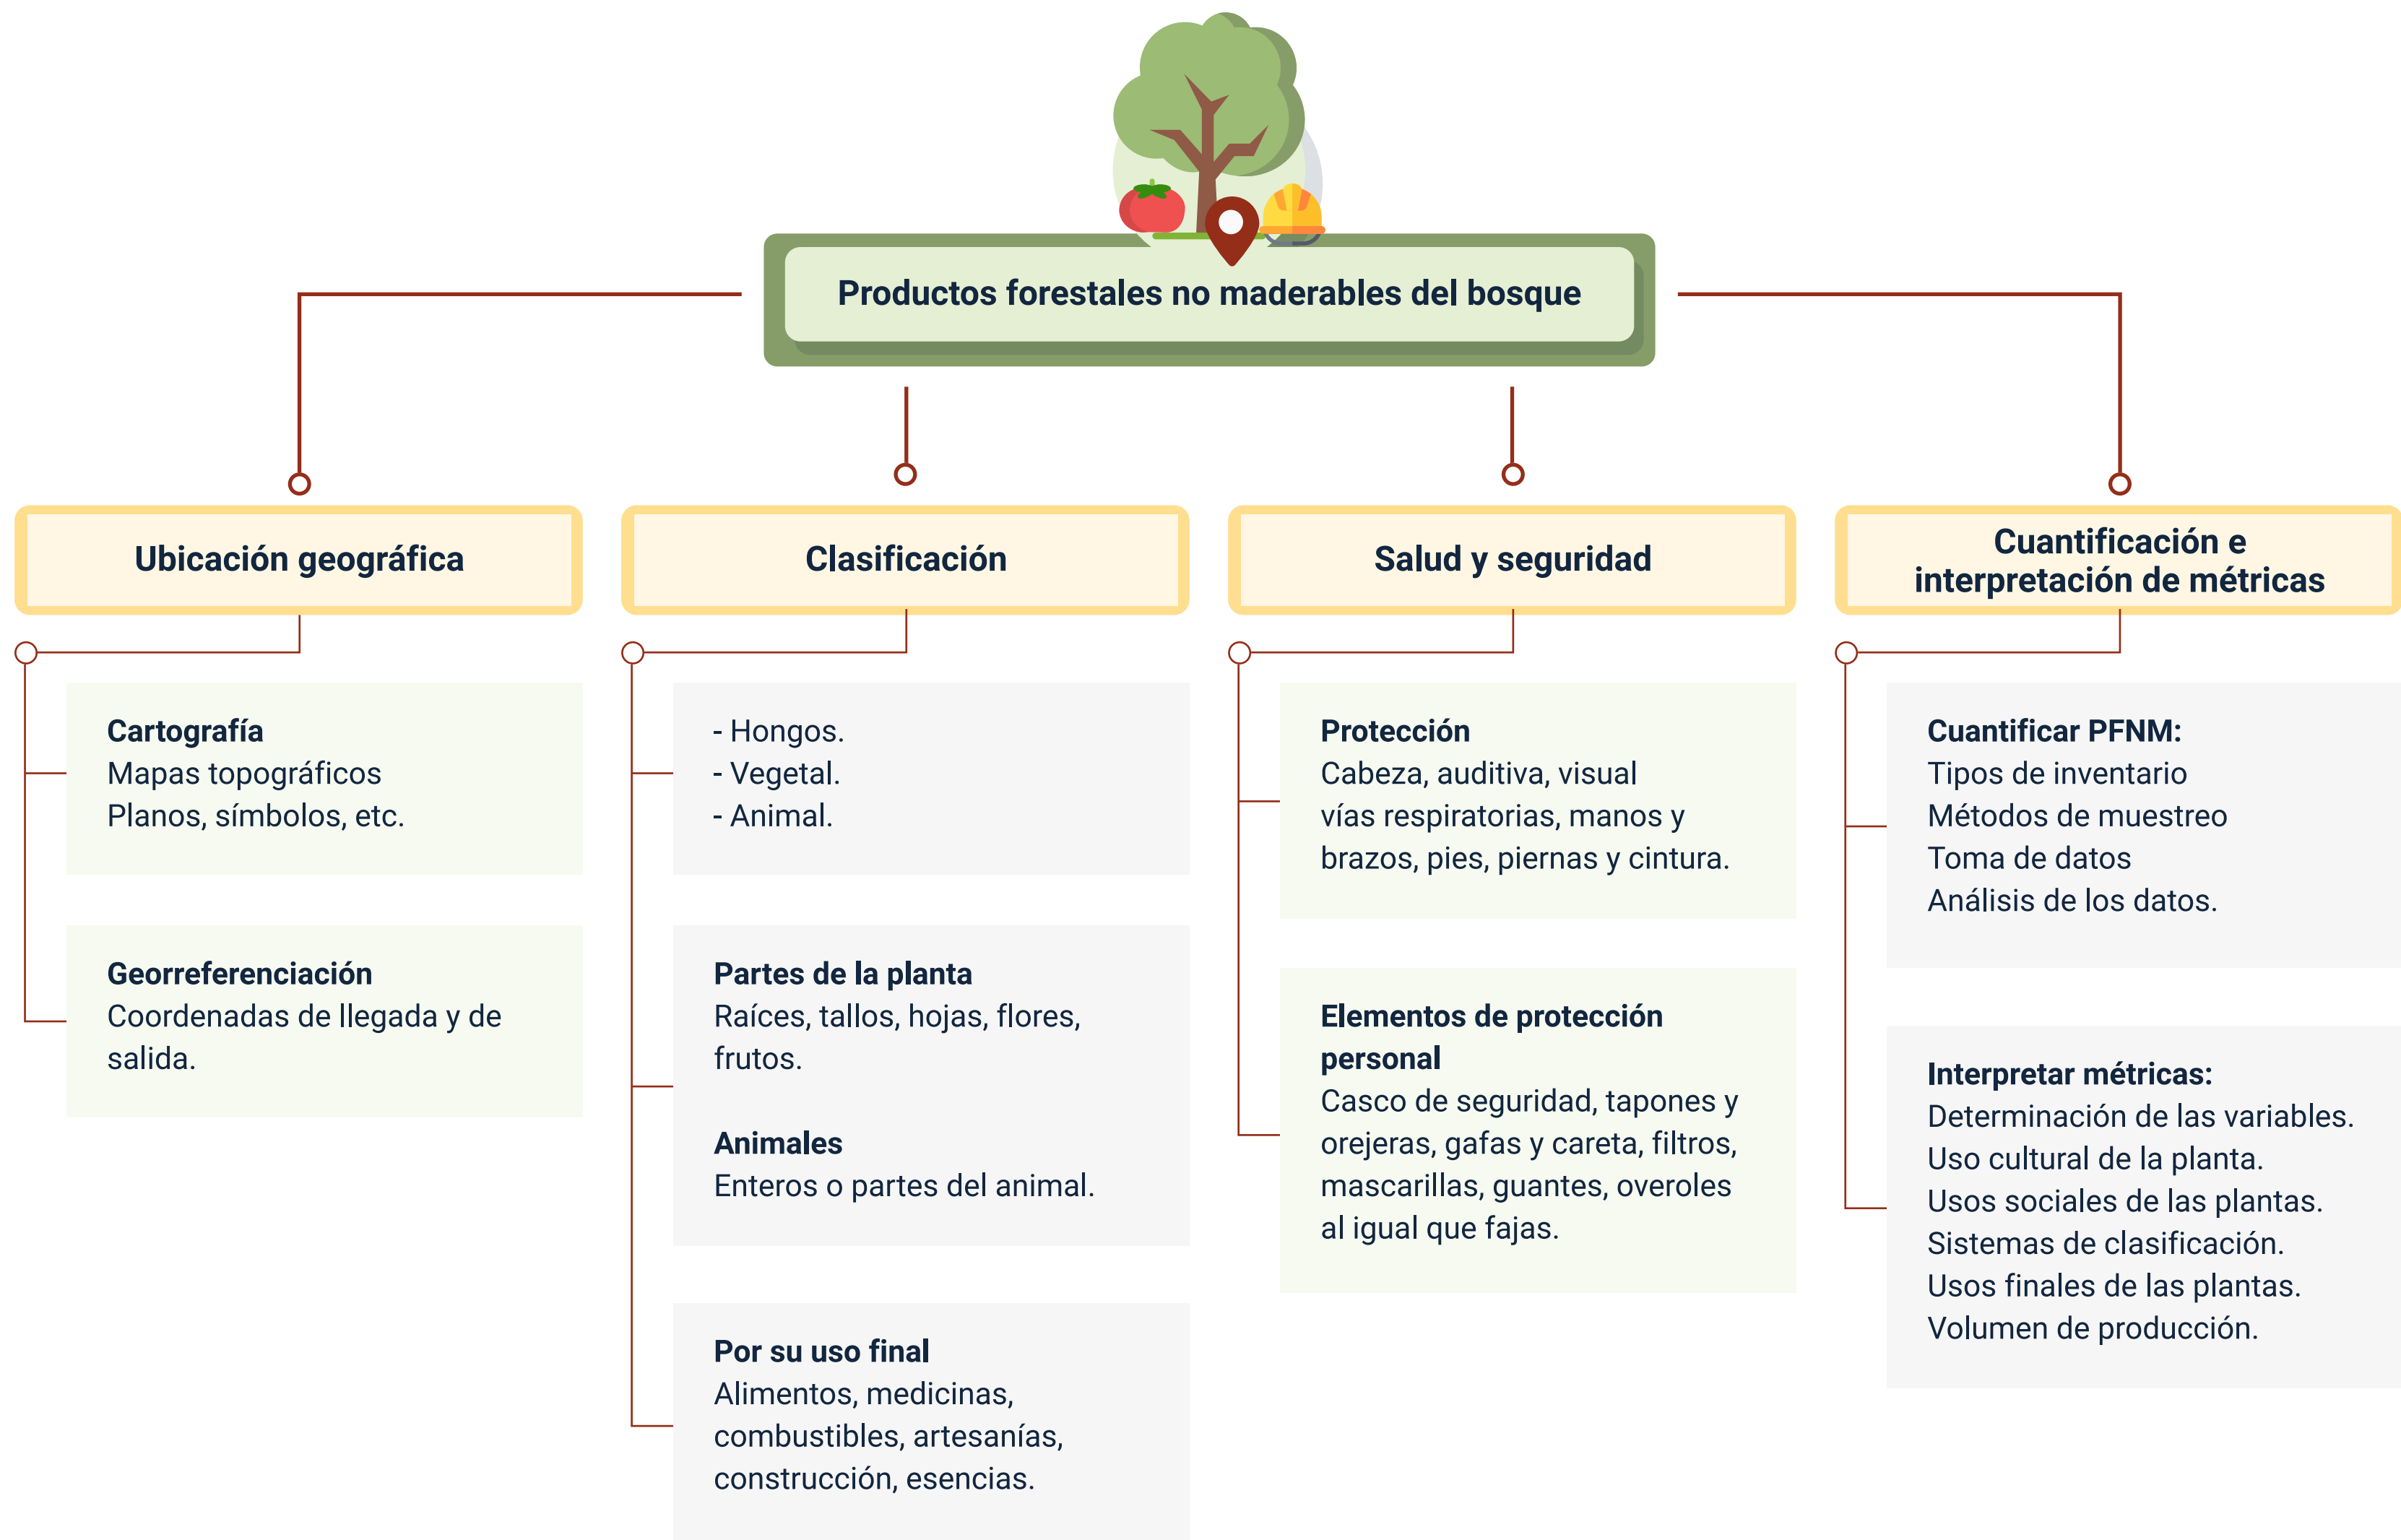 Productos forestales no maderables del bosque
Ubicación geográfica
Cartografía
Mapas topográficos
Planos, símbolos, etc.
Georreferenciación
Coordenadas de llegada y de
salida.
Clasificación
- Hongos.
- Vegetal.
- Animal.
Partes de la planta
Raíces, tallos, hojas, flores,
frutos.
Animales
Enteros o partes del animal.
Por su uso final
Alimentos, medicinas,
combustibles, artesanías,
construcción, esencias.
Salud y seguridad
Protección
Cabeza, auditiva, visual
vías respiratorias, manos y
brazos, pies, piernas y cintura.
Elementos de protección
personal
Casco de seguridad, tapones y
orejeras, gafas y careta, filtros,
mascarillas, guantes, overoles
al igual que fajas.
Cuantificación e
interpretación de métricas
Cuantificar PFNM:
Tipos de inventario
Métodos de muestreo
Toma de datos
Análisis de los datos.
Interpretar métricas:
Determinación de las variables.
Uso cultural de la planta.
Usos sociales de las plantas.
Sistemas de clasificación.
Usos finales de las plantas.
Volumen de producción.